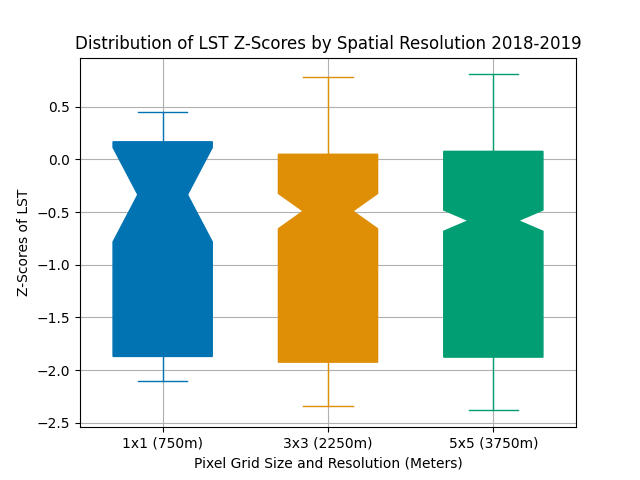 Distribution of LST Z-Scores by Spatial Resolution 2018-2019
Z-Scores of LST
0.5
0.0
−0.5
−1.0
−1.5
−2.0
−2.5
1x1 (750m)
3x3 (2250m)
5x5 (3750m)
Pixel Grid Size and Resolution (Meters)